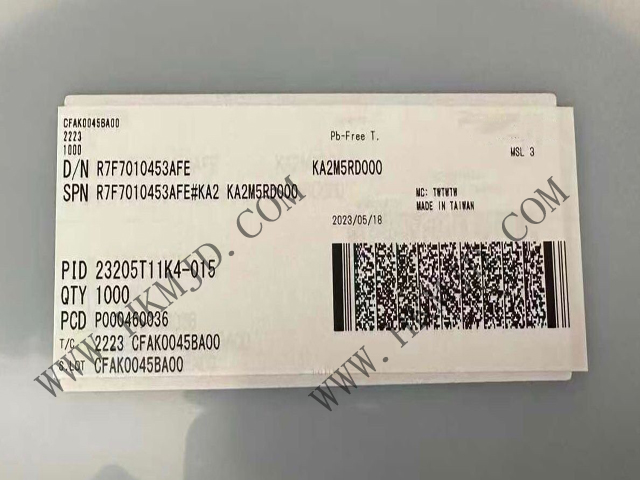 CFAK0045BA00
2223
1000
Pb-Free T.
MSL 3
D/N R7F7010453AFE KA2M5RD000
SPN R7F7010453AFE#KA2 KA2M5RD000
MC: TWTWTW
MADE IN TAIWAN
2023/05/18
PID 23205T11K4-015
QTY 1000
PCD P000460036
T/C 2223 CFAK0045BA00
S.LOT CFAK0045BA00
WWW.HKMJD.COM
WWW.HKMJD.COM